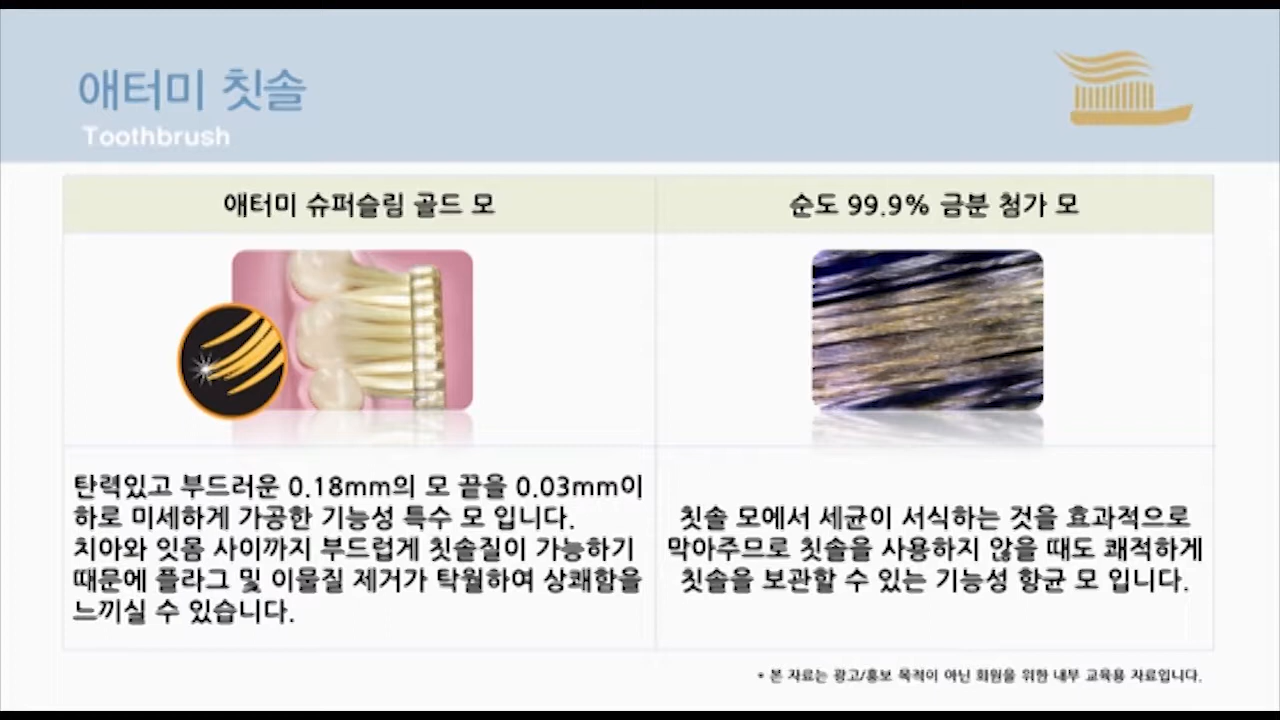 애터미 칫솔
Toothbrush
애터미 슈퍼슬림 골드 모
순도 99.9% 금분 첨가 모
탄력있고 부드러운 0.18mm의 모 끝을 0.03mm이
하로 미세하게 가공한 기능성 특수 모 입니다.
치아와 잇몸 사이까지 부드럽게 칫솔질이 가능하기
때문에 플라그 및 이물질 제거가 탁월하여 상쾌함을
느끼실 수 있습니다.
칫솔 모에서 세균이 서식하는 것을 효과적으로
막아주므로 칫솔을 사용하지 않을 때도 쾌적하게
칫솔을 보관할 수 있는 기능성 항균 모 입니다.
* 본 자료는 광고/홍보 목적이 아닌 회원을 위한 내부 교육용 자료입니다.